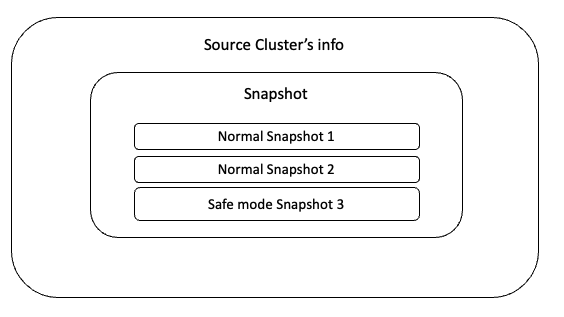 Source Cluster’s info
Snapshot
Normal Snapshot 1
Normal Snapshot 2
Safe mode Snapshot 3